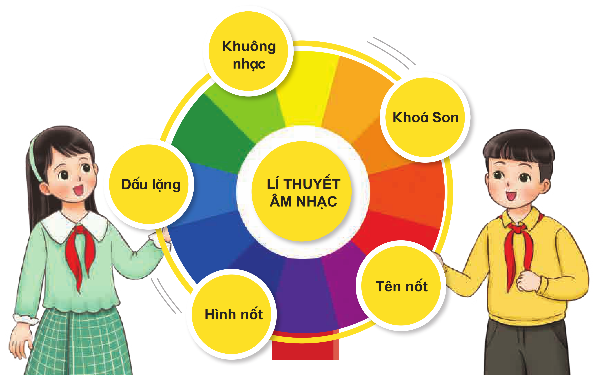 Khuông
nhạc
Khoá Son
Dấu lặng
LÍ THUYẾT
ÂM NHẠC
Tên nốt
Hình nốt